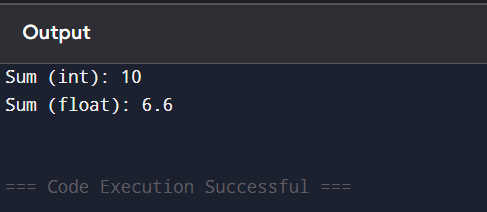 Output
Sum (int): 10
Sum (float): 6.6
=== Code Execution Successful ===